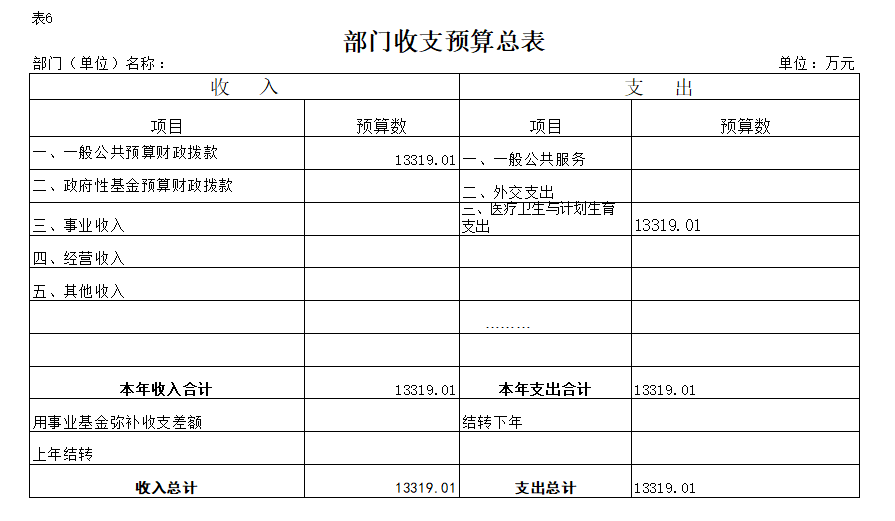 表6
部门收支预算总表
部门（单位）名称： 单位：万元
收 入 支 出
项目 预算数 项目 预算数
一、一般公共预算财政拨款 13319.01 一、一般公共服务
二、政府性基金预算财政拨款 二、外交支出
三、事业收入 三、医疗卫生与计划生育
支出 13319.01
四、经营收入
五、其他收入
………
本年收入合计 13319.01 本年支出合计 13319.01
用事业基金弥补收支差额 结转下年
上年结转
收入总计 13319.01 支出总计 13319.01